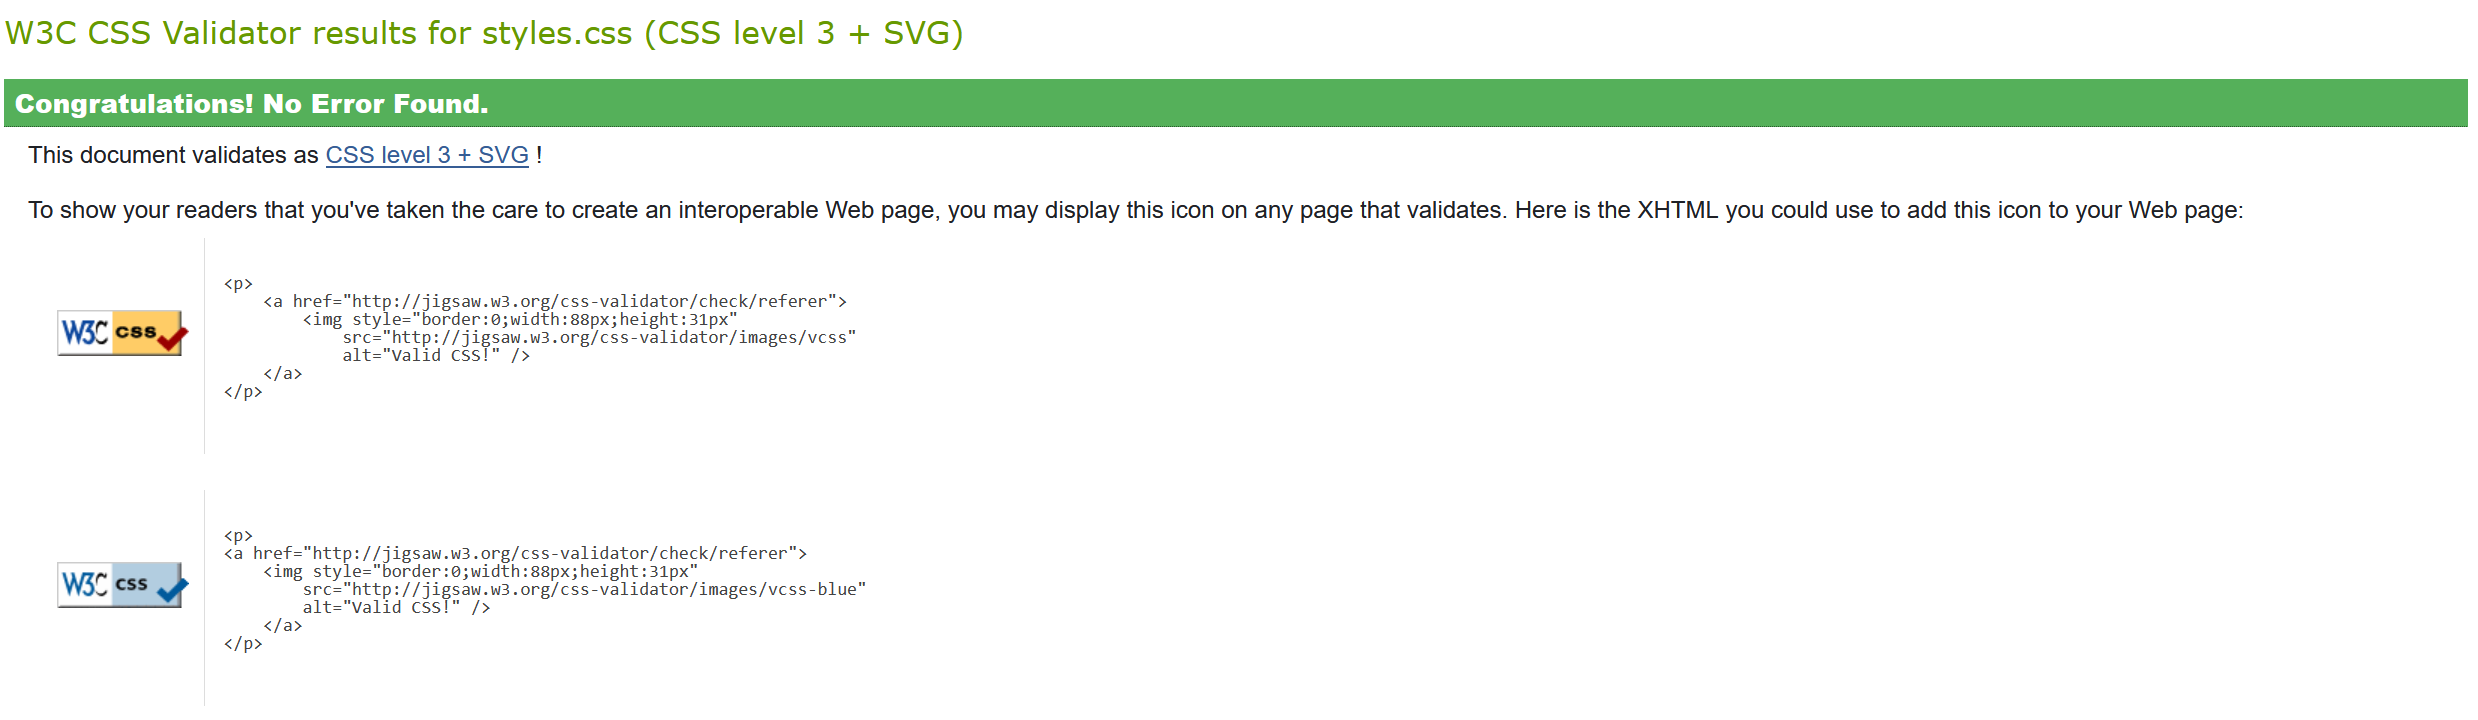 W3C CSS Validator results for styles.css (CSS level 3 + SVG)
Congratulations! No Error Found.
This document validates as CSS level 3 + SVG !
To show your readers that you've taken the care to create an interoperable Web page, you may display this icon on any page that validates. Here is the XHTML you could use to add this icon to your Web page:
W3C css
<p>
    <a href="http://jigsaw.w3.org/css-validator/check/referer">
        <img style="border:0;width:88px;height:31px"
            src="http://jigsaw.w3.org/css-validator/images/vcss"
            alt="Valid CSS!" />
    </a>
</p>
W3C css
<p>
<a href="http://jigsaw.w3.org/css-validator/check/referer">
    <img style="border:0;width:88px;height:31px"
        src="http://jigsaw.w3.org/css-validator/images/vcss-blue"
        alt="Valid CSS!" />
    </a>
</p>